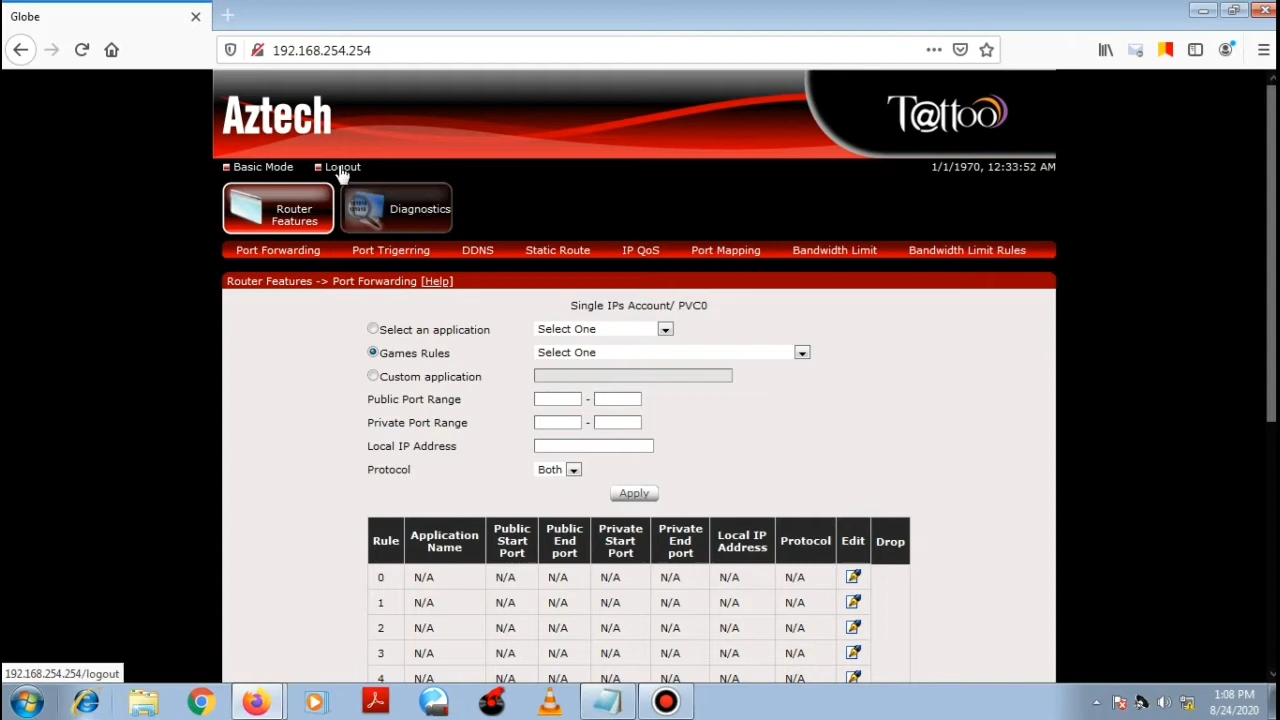 Globe
192.168.254.254
Aztech
T@ttoo
Basic Mode Logout 1/1/1970, 12:33:52 AM
Router Features
Diagnostics
Port Forwarding Port Trigerring DDNS Static Route IP QoS Port Mapping Bandwidth Limit Bandwidth Limit Rules
Router Features -> Port Forwarding [Help]
Single IPs Account/ PVC0
Select an application Select One
Games Rules Select One
Custom application
Public Port Range -
Private Port Range -
Local IP Address
Protocol Both
Apply
Rule Application Name Public Start Port Public End port Private Start Port Private End port Local IP Address Protocol Edit Drop
0 N/A N/A N/A N/A N/A N/A N/A
1 N/A N/A N/A N/A N/A N/A N/A
2 N/A N/A N/A N/A N/A N/A N/A
3 N/A N/A N/A N/A N/A N/A N/A
4 N/A N/A N/A N/A N/A N/A N/A
192.168.254.254/logout
1:08 PM
8/24/2020